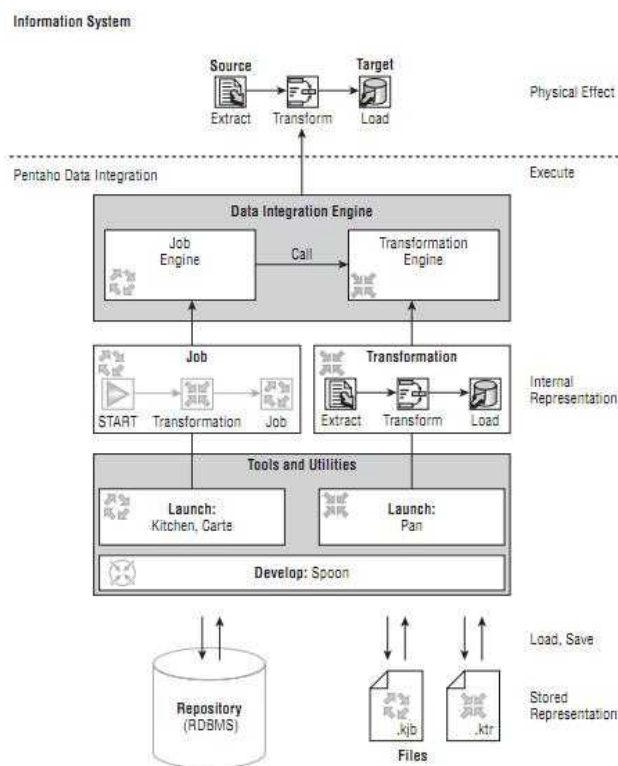 Information System
Source Target
Extract Transform Load
Physical Effect
Pentaho Data Integration
Execute
Data Integration Engine
Job
Engine
Call
Transformation
Engine
Job
START Transformation Job
Transformation
Extract Transform Load
Internal
Representation
Tools and Utilities
Launch:
Kitchen, Carte
Launch:
Pan
Develop: Spoon
Load, Save
Repository
(RDBMS)
.kjb
.ktr
Files
Stored
Representation